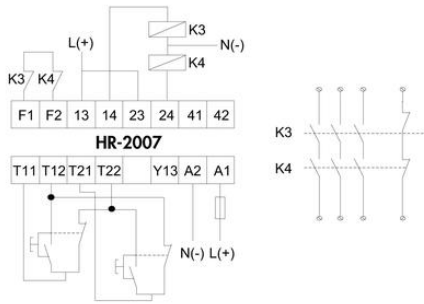 K3
L(+)
N(-)
K3 K4
K4
F1 F2 13 14 23 24 41 42
HR-2007
T11 T12 T21 T22 Y13 A2 A1
N(-) L(+)
K3
K4